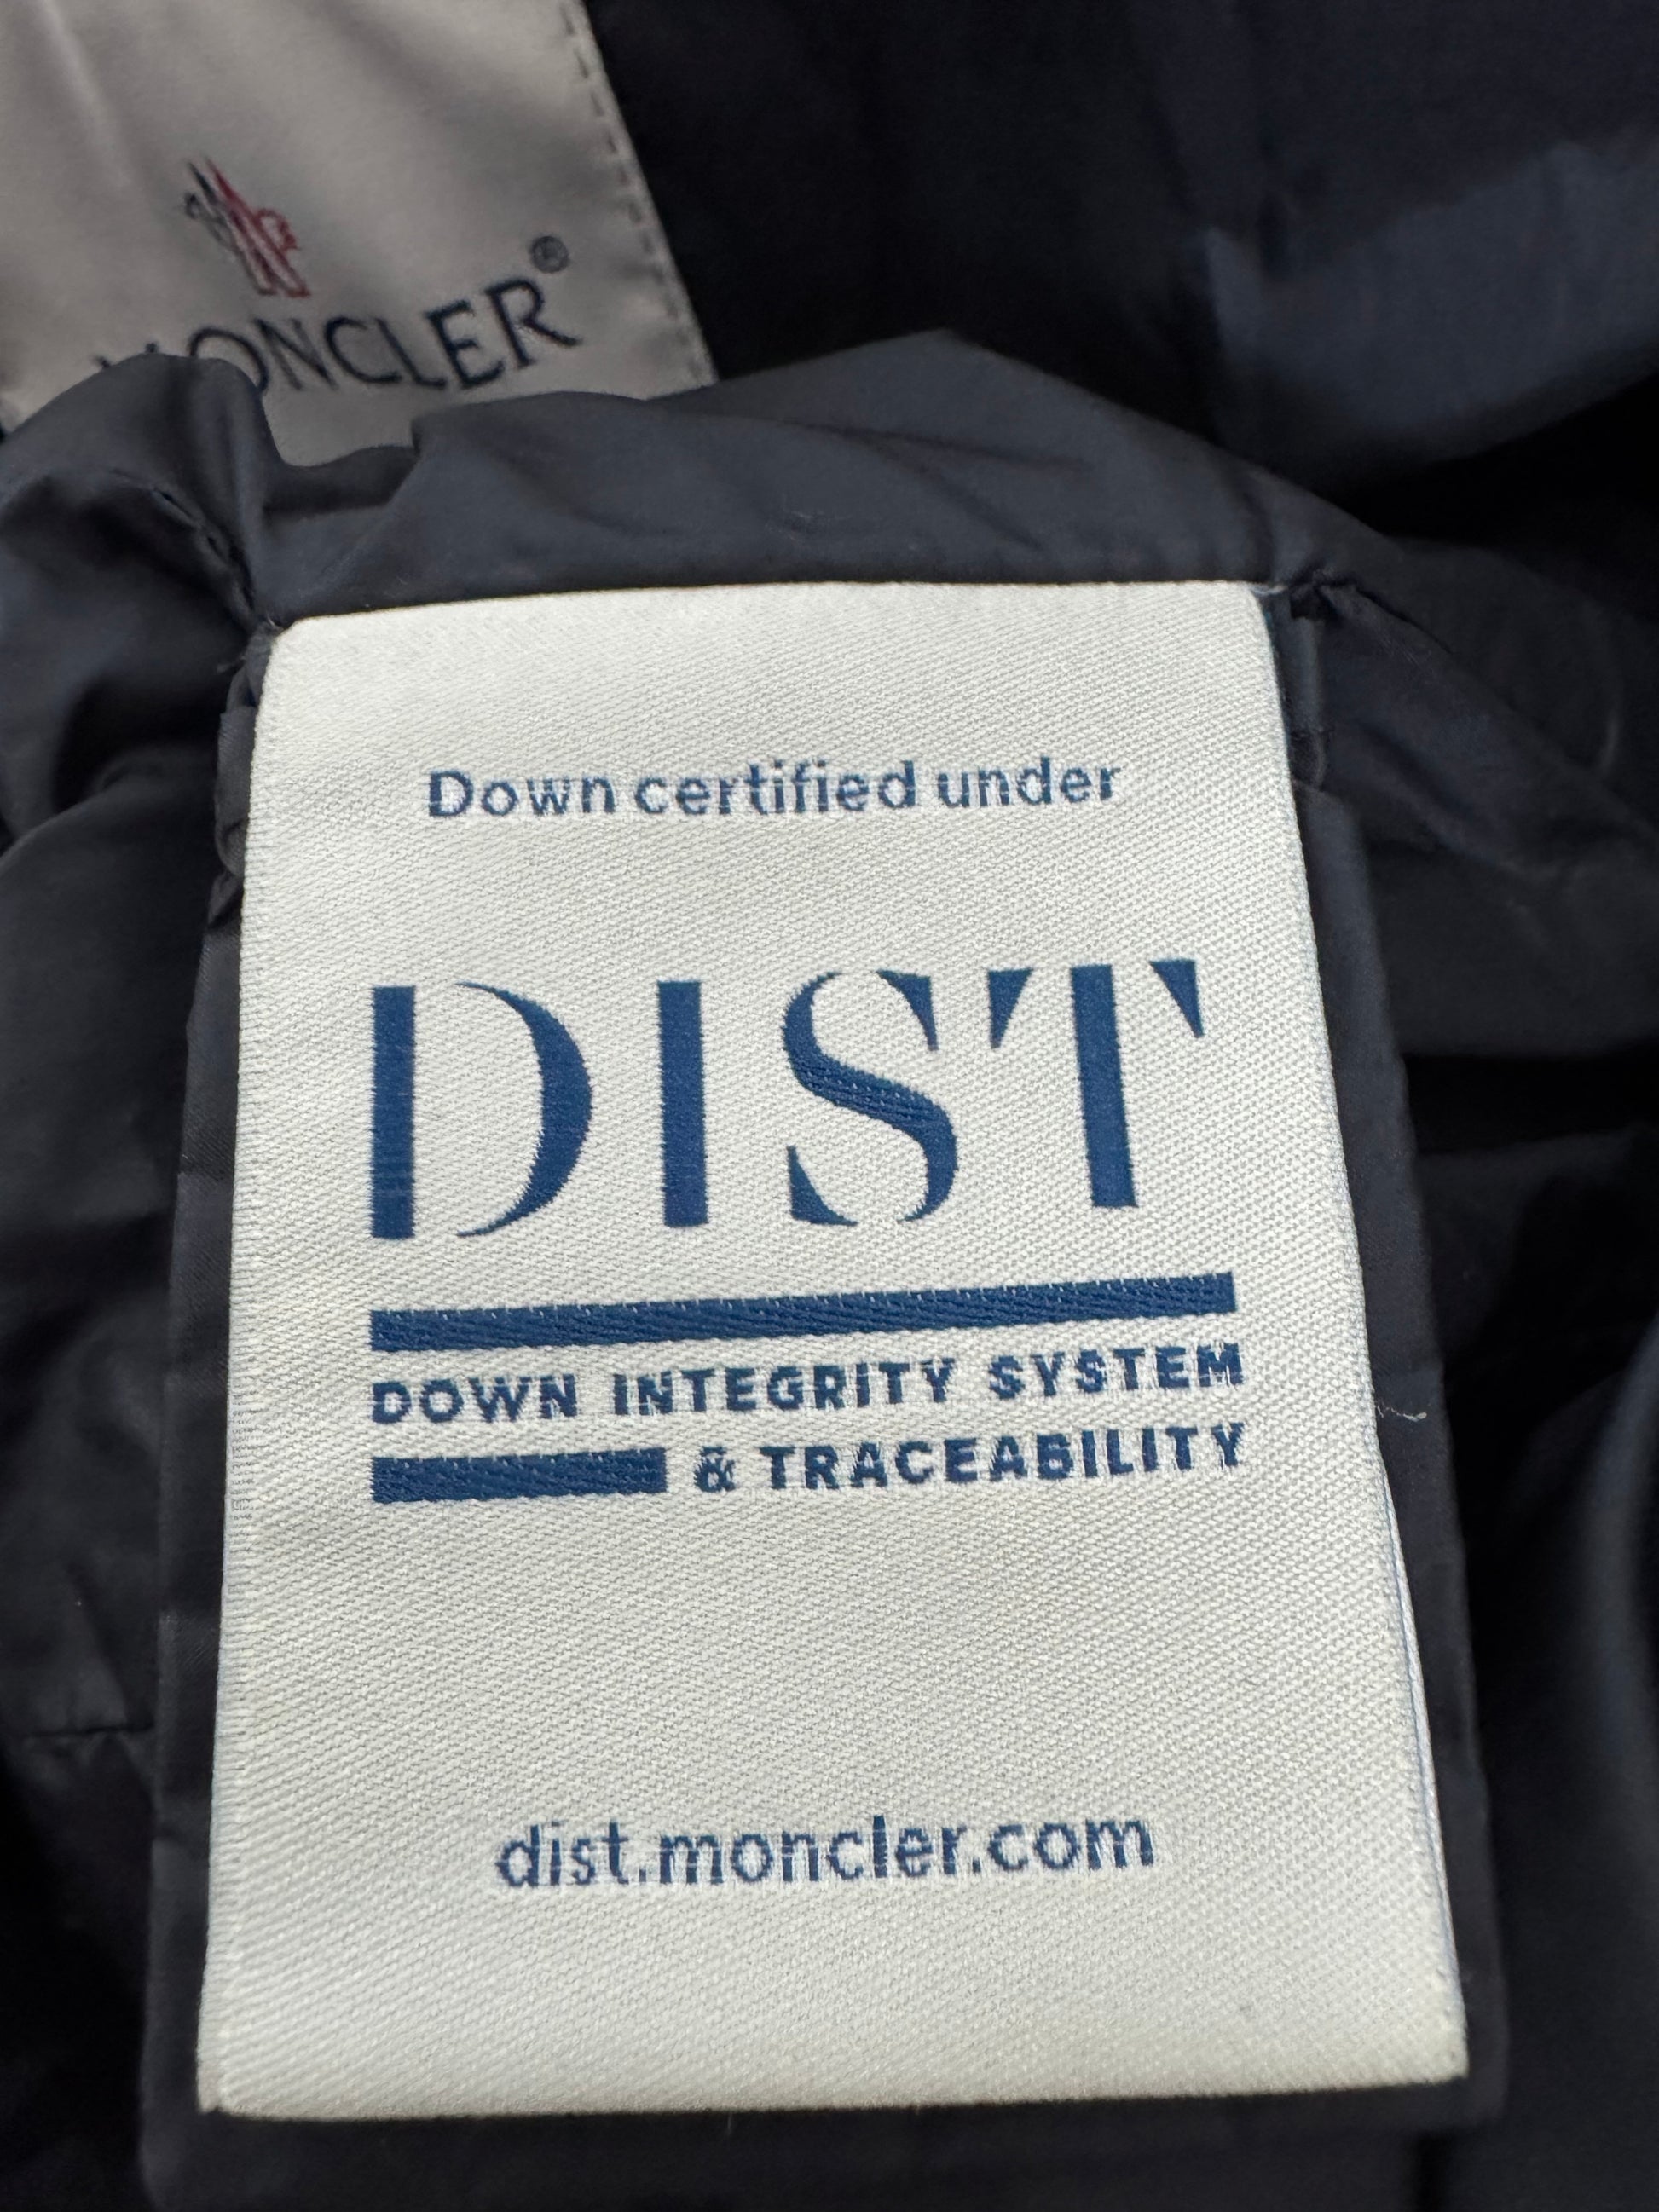 MONCLER®
Down certified under
DIST
DOWN INTEGRITY SYSTEM
& TRACEABILITY
dist.moncler.com